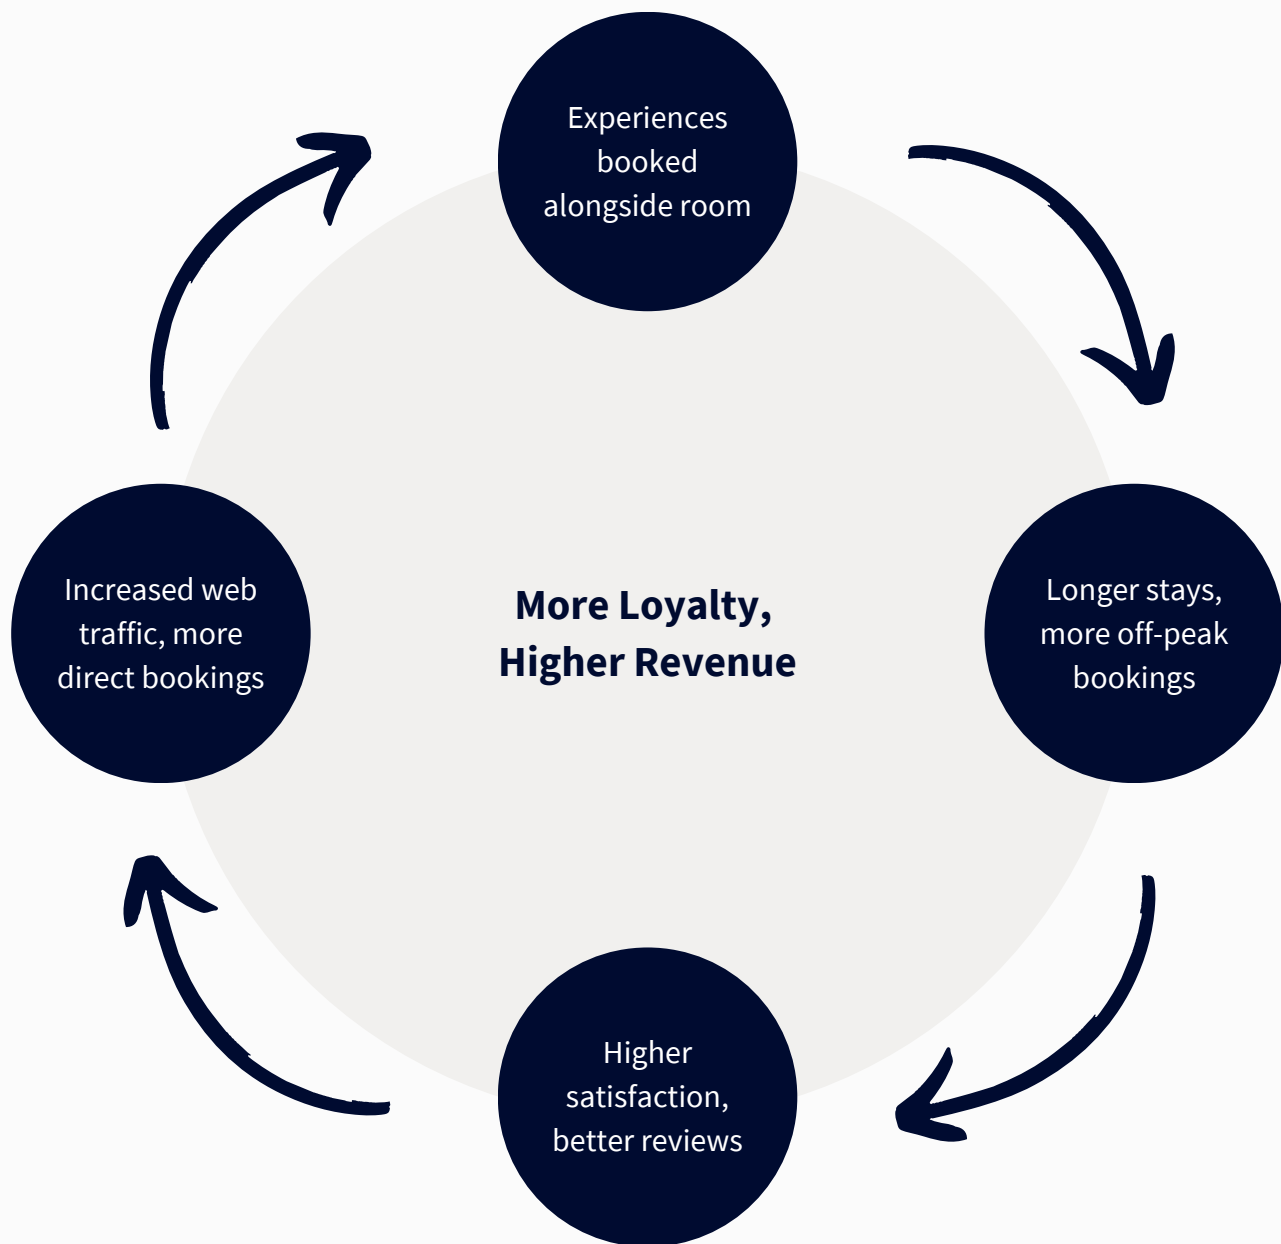 Experiences
booked
alongside room
Increased web
traffic, more
direct bookings
More Loyalty,
Higher Revenue
Longer stays,
more off-peak
bookings
Higher
satisfaction,
better reviews